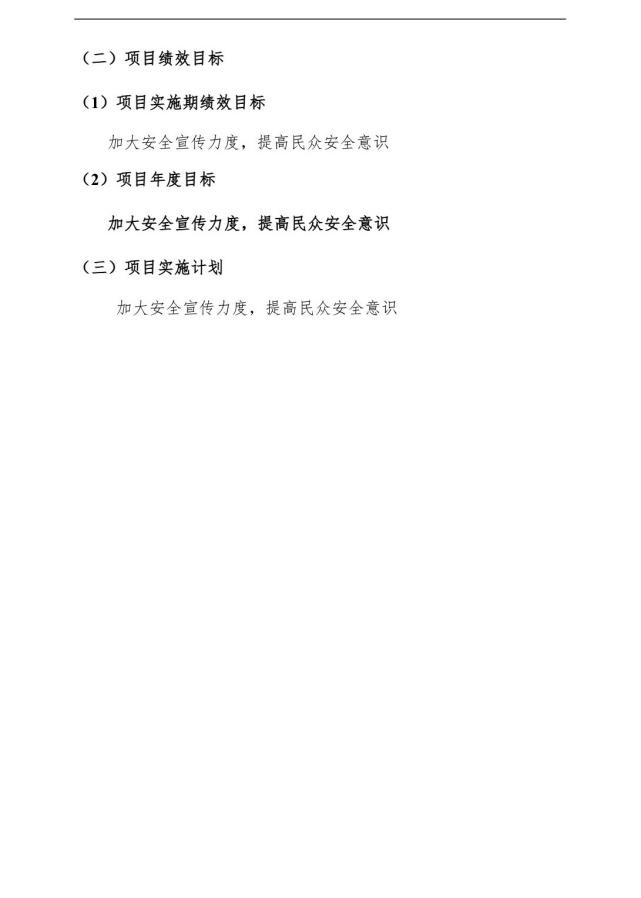 （二）项目绩效目标
（1）项目实施期绩效目标
加大安全宣传力度，提高民众安全意识
（2）项目年度目标
加大安全宣传力度，提高民众安全意识
（三）项目实施计划
加大安全宣传力度，提高民众安全意识